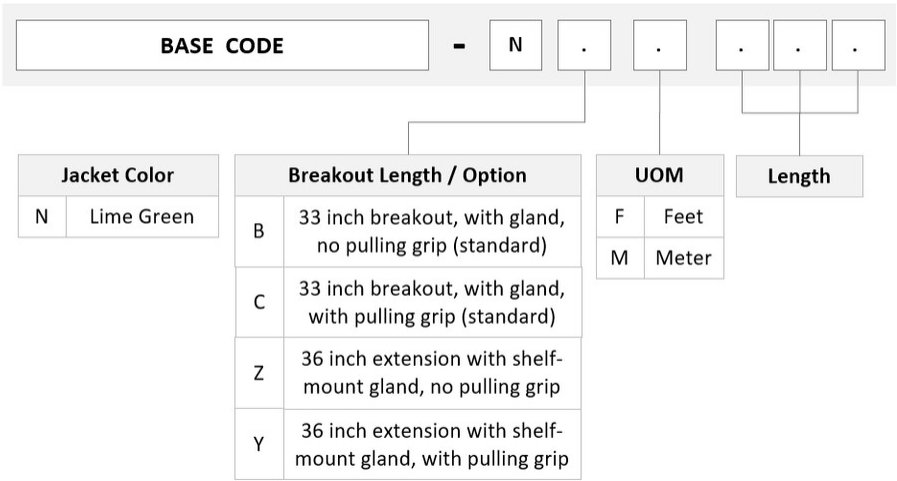 BASE CODE - N . . . . .
Jacket Color
N Lime Green
Breakout Length / Option
B 33 inch breakout, with gland,
no pulling grip (standard)
C 33 inch breakout, with gland,
with pulling grip (standard)
Z 36 inch extension with shelf-
mount gland, no pulling grip
Y 36 inch extension with shelf-
mount gland, with pulling grip
UOM
F Feet
M Meter
Length